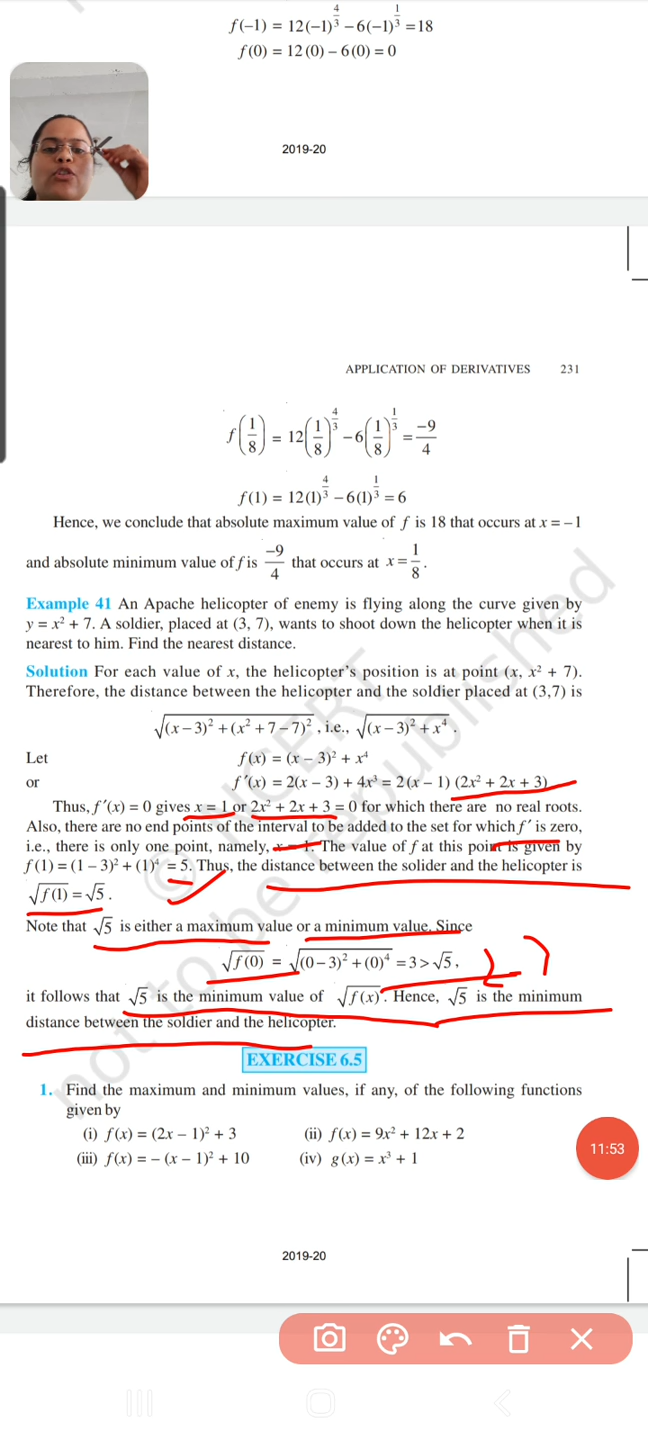 f(−1) = 12(−1)^(4/3) − 6(−1)^(1/3) = 18
f(0) = 12(0) − 6(0) = 0
2019-20
APPLICATION OF DERIVATIVES 231
f(1/8) = 12(1/8)^(4/3) − 6(1/8)^(1/3) = −9/4
f(1) = 12(1)^(4/3) − 6(1)^(1/3) = 6
Hence, we conclude that absolute maximum value of f is 18 that occurs at x = −1
and absolute minimum value of f is −9/4 that occurs at x = 1/8.
Example 41 An Apache helicopter of enemy is flying along the curve given by
y = x² + 7. A soldier, placed at (3, 7), wants to shoot down the helicopter when it is
nearest to him. Find the nearest distance.
Solution For each value of x, the helicopter's position is at point (x, x² + 7).
Therefore, the distance between the helicopter and the soldier placed at (3,7) is
√((x−3)² + (x² + 7 − 7)²), i.e., √((x−3)² + x⁴).
Let f(x) = (x − 3)² + x⁴
or f′(x) = 2(x − 3) + 4x³ = 2(x − 1) (2x² + 2x + 3)
Thus, f′(x) = 0 gives x = 1 or 2x² + 2x + 3 = 0 for which there are no real roots.
Also, there are no end points of the interval to be added to the set for which f′ is zero,
i.e., there is only one point, namely, x = 1. The value of f at this point is given by
f(1) = (1 − 3)² + (1)⁴ = 5. Thus, the distance between the solider and the helicopter is
√f(1) = √5.
Note that √5 is either a maximum value or a minimum value. Since
√f(0) = √((0−3)² + (0)⁴) = 3 > √5,
it follows that √5 is the minimum value of √f(x). Hence, √5 is the minimum
distance between the soldier and the helicopter.
EXERCISE 6.5
1. Find the maximum and minimum values, if any, of the following functions
given by
(i) f(x) = (2x − 1)² + 3 (ii) f(x) = 9x² + 12x + 2
(iii) f(x) = − (x − 1)² + 10 (iv) g(x) = x³ + 1
11:53
2019-20
© NCERT
not to be republished